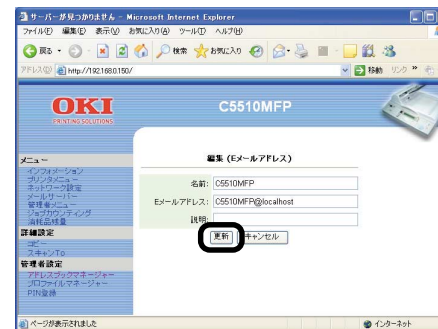 サーバーが見つかりません - Microsoft Internet Explorer
ファイル(F) 編集(E) 表示(V) お気に入り(A) ツール(T) ヘルプ(H)
戻る 検索 お気に入り
アドレス(D) http://192.168.0.150/ 移動 リンク »
OKI
PRINTING SOLUTIONS
C5510MFP
メニュー
インフォメーション
プリンタメニュー
ネットワーク設定
メールサーバー
管理者メニュー
ジョブカウンティング
消耗品残量
詳細設定
コピー
スキャンTo
管理者設定
アドレスブックマネージャー
プロファイルマネージャー
PIN登録
編集 (Eメールアドレス)
名前: C5510MFP
Eメールアドレス: C5510MFP@localhost
説明:
更新 キャンセル
ページが表示されました インターネット